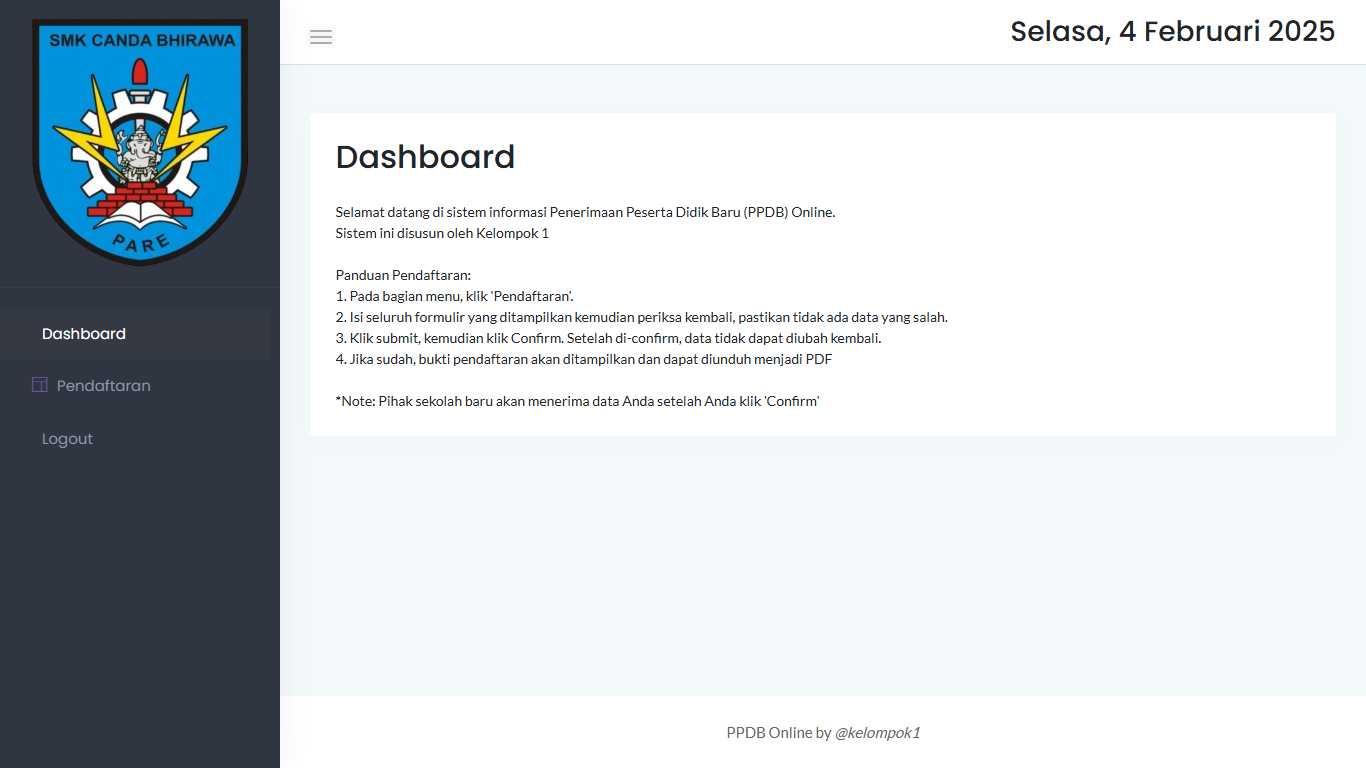 SMK CANDA BHIRAWA
PARE
Dashboard
Pendaftaran
Logout
Selasa, 4 Februari 2025
Dashboard
Selamat datang di sistem informasi Penerimaan Peserta Didik Baru (PPDB) Online.
Sistem ini disusun oleh Kelompok 1
Panduan Pendaftaran:
1. Pada bagian menu, klik 'Pendaftaran'.
2. Isi seluruh formulir yang ditampilkan kemudian periksa kembali, pastikan tidak ada data yang salah.
3. Klik submit, kemudian klik Confirm. Setelah di-confirm, data tidak dapat diubah kembali.
4. Jika sudah, bukti pendaftaran akan ditampilkan dan dapat diunduh menjadi PDF
*Note: Pihak sekolah baru akan menerima data Anda setelah Anda klik 'Confirm'
PPDB Online by @kelompok1